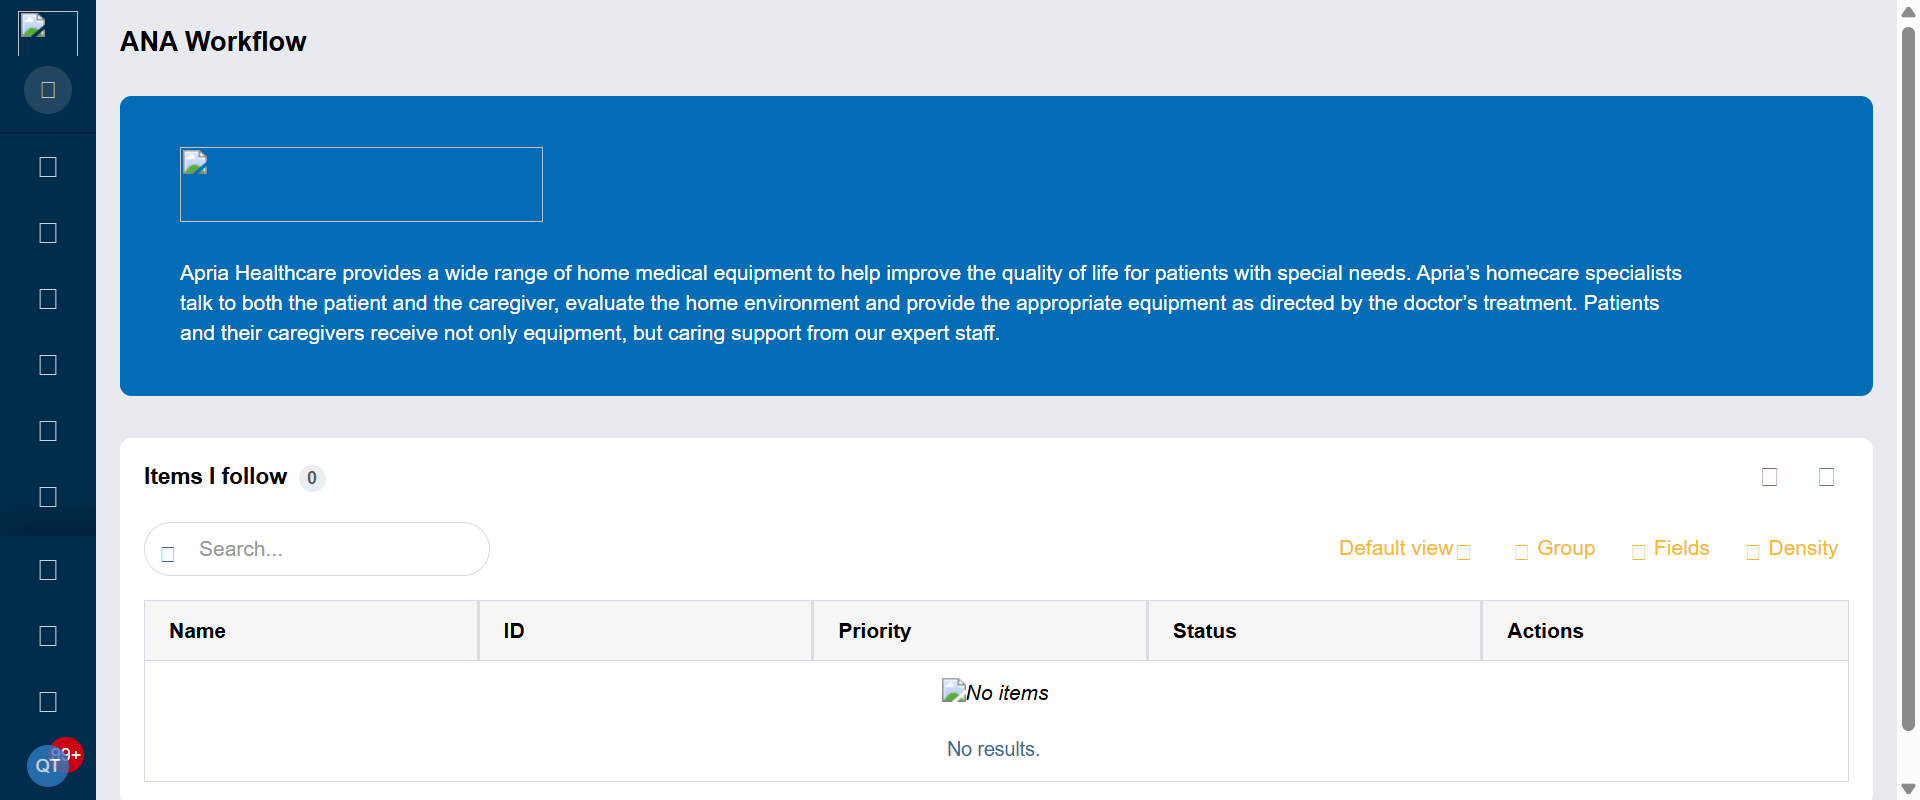 ANA Workflow
Apria Healthcare provides a wide range of home medical equipment to help improve the quality of life for patients with special needs. Apria’s homecare specialists
talk to both the patient and the caregiver, evaluate the home environment and provide the appropriate equipment as directed by the doctor’s treatment. Patients
and their caregivers receive not only equipment, but caring support from our expert staff.
Items I follow 0
Search...
Default view Group Fields Density
Name ID Priority Status Actions
No items
No results.
99+
QT